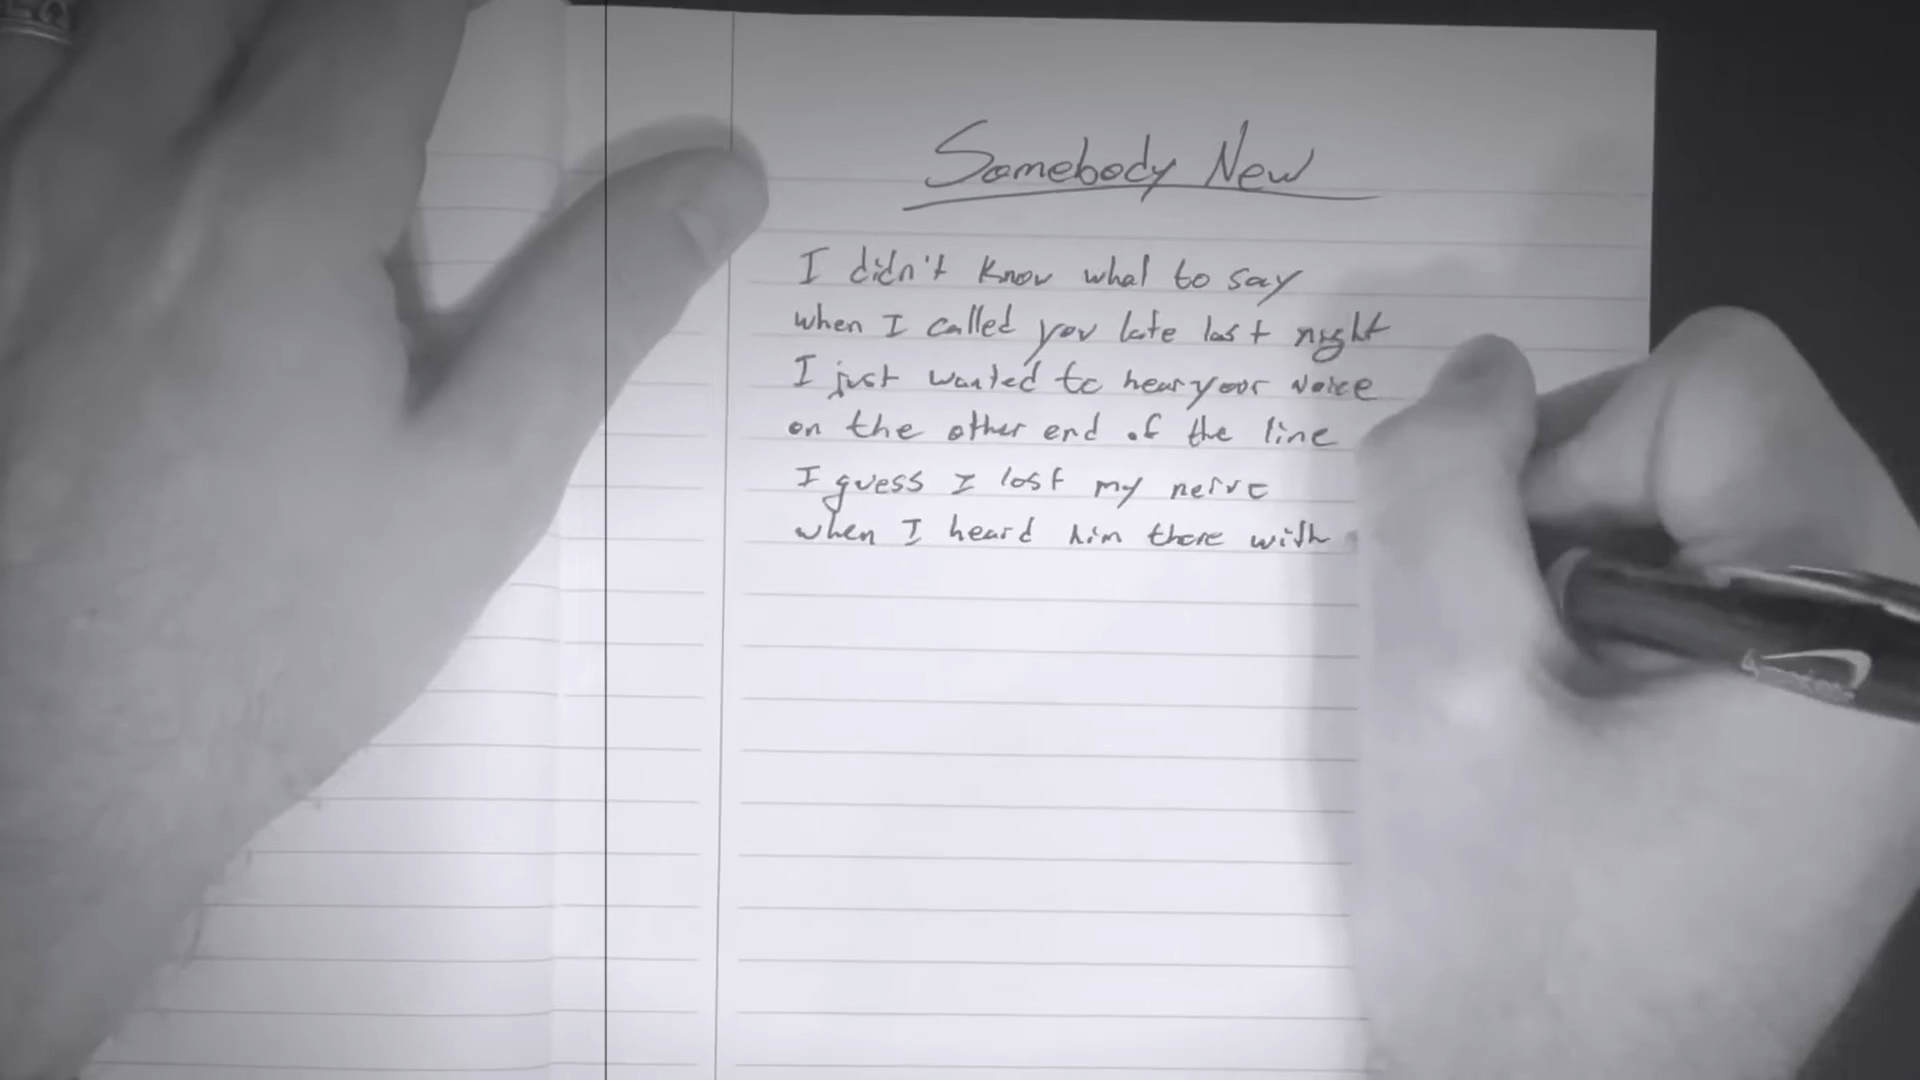 Somebody New
I didn't know what to say
when I called you late last night
I just wanted to hear your voice
on the other end of the line
I guess I lost my nerve
when I heard him there with